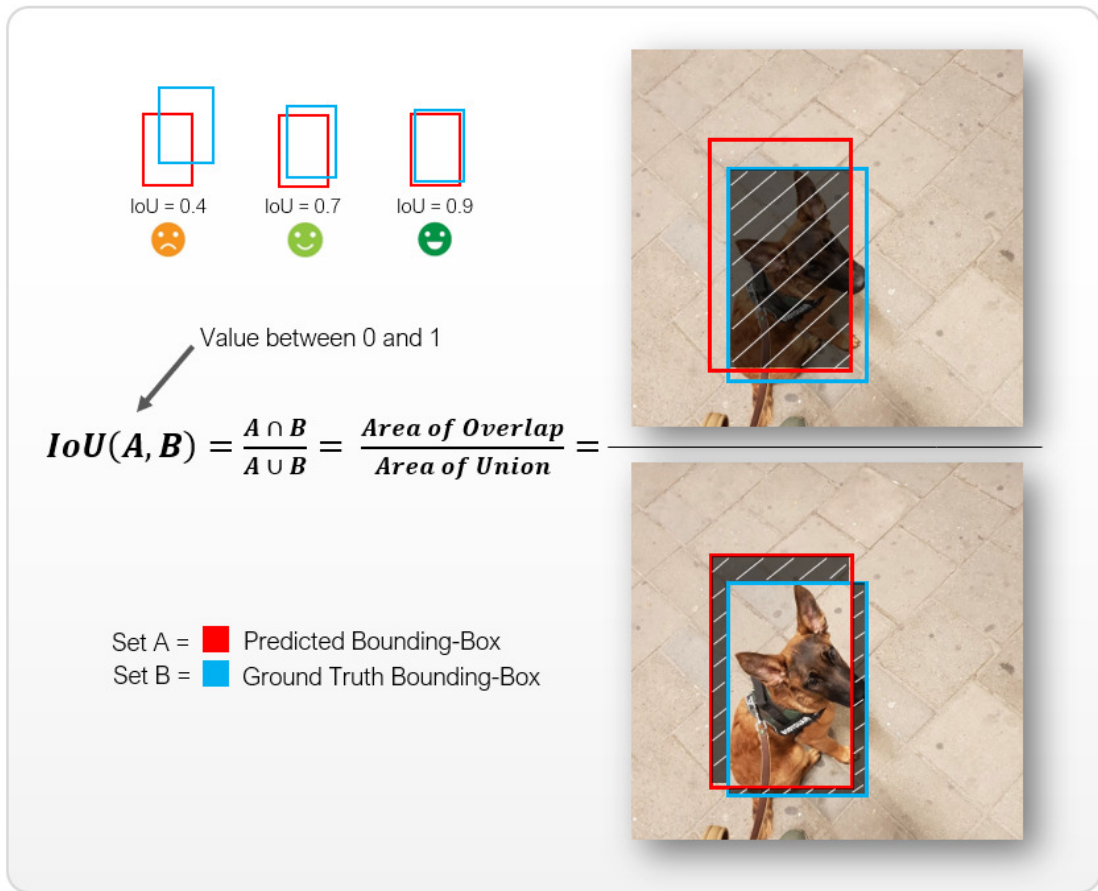 IoU = 0.4
IoU = 0.7
IoU = 0.9
Value between 0 and 1
IoU(A, B) = A ∩ B / A ∪ B = Area of Overlap / Area of Union =
Set A = Predicted Bounding-Box
Set B = Ground Truth Bounding-Box